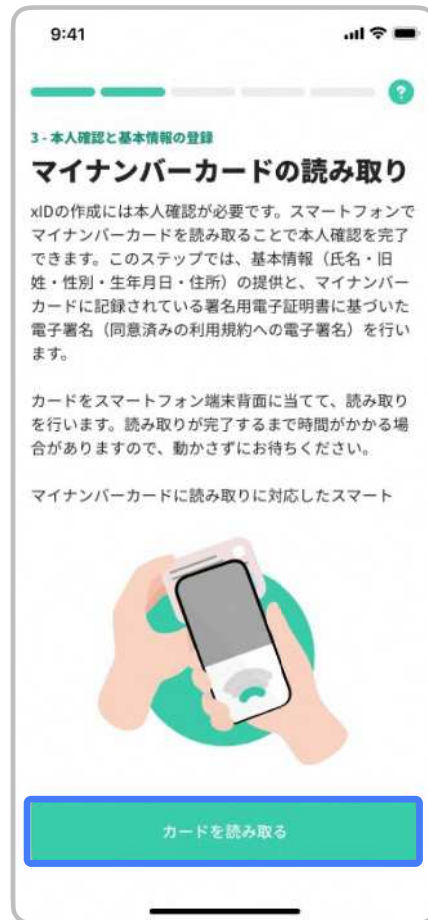 9:41
?
3 - 本人確認と基本情報の登録
マイナンバーカードの読み取り
xIDの作成には本人確認が必要です。スマートフォンで
マイナンバーカードを読み取ることで本人確認を完了
できます。このステップでは、基本情報（氏名・旧
姓・性別・生年月日・住所）の提供と、マイナンバー
カードに記録されている署名用電子証明書に基づいた
電子署名（同意済みの利用規約への電子署名）を行い
ます。
カードをスマートフォン端末背面に当てて、読み取り
を行います。読み取りが完了するまで時間がかかる場
合がありますので、動かさずにお待ちください。
マイナンバーカードに読み取りに対応したスマート
カードを読み取る